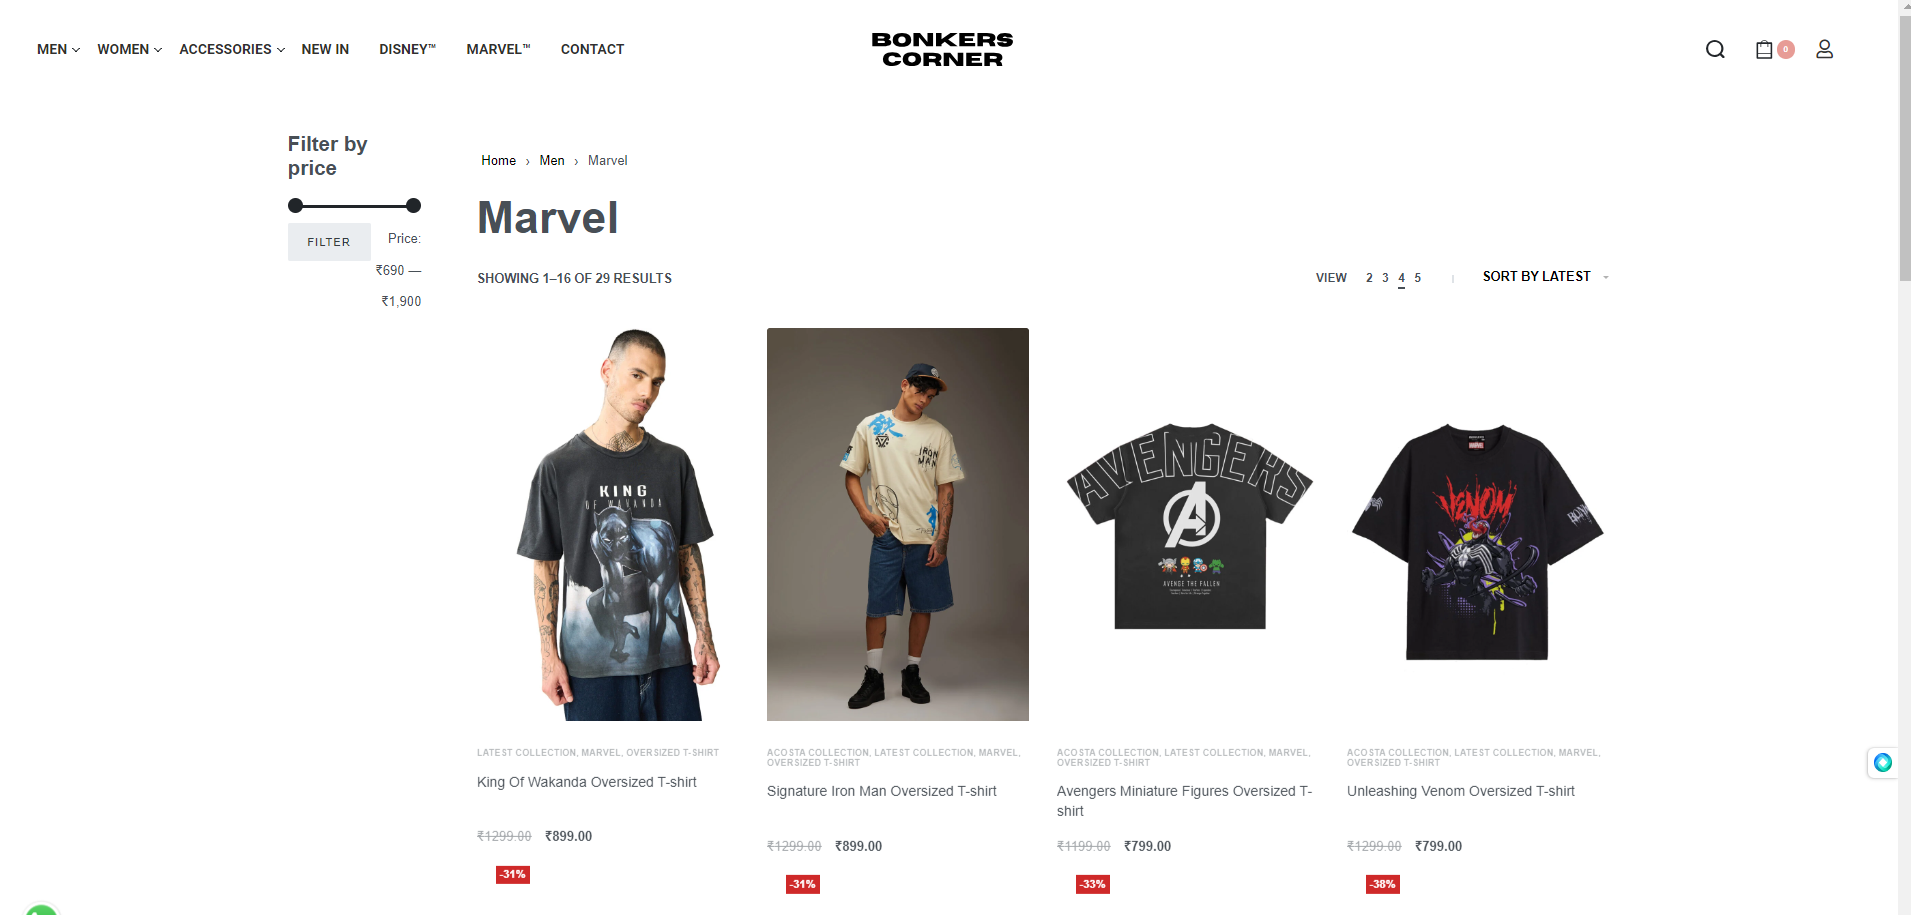 MEN WOMEN ACCESSORIES NEW IN DISNEY™ MARVEL™ CONTACT
BONKERS
CORNER
0
Filter by
price
FILTER
Price:
₹690 —
₹1,900
Home › Men › Marvel
Marvel
SHOWING 1–16 OF 29 RESULTS
VIEW 2 3 4 5
SORT BY LATEST
KING
OF WAKANDA
IRON
MAN
AVENGERS
AVENGE THE FALLEN
MARVEL
VENOM
LATEST COLLECTION, MARVEL, OVERSIZED T-SHIRT
King Of Wakanda Oversized T-shirt
₹1299.00 ₹899.00
-31%
ACOSTA COLLECTION, LATEST COLLECTION, MARVEL,
OVERSIZED T-SHIRT
Signature Iron Man Oversized T-shirt
₹1299.00 ₹899.00
-31%
ACOSTA COLLECTION, LATEST COLLECTION, MARVEL,
OVERSIZED T-SHIRT
Avengers Miniature Figures Oversized T-
shirt
₹1199.00 ₹799.00
-33%
ACOSTA COLLECTION, LATEST COLLECTION, MARVEL,
OVERSIZED T-SHIRT
Unleashing Venom Oversized T-shirt
₹1299.00 ₹799.00
-38%